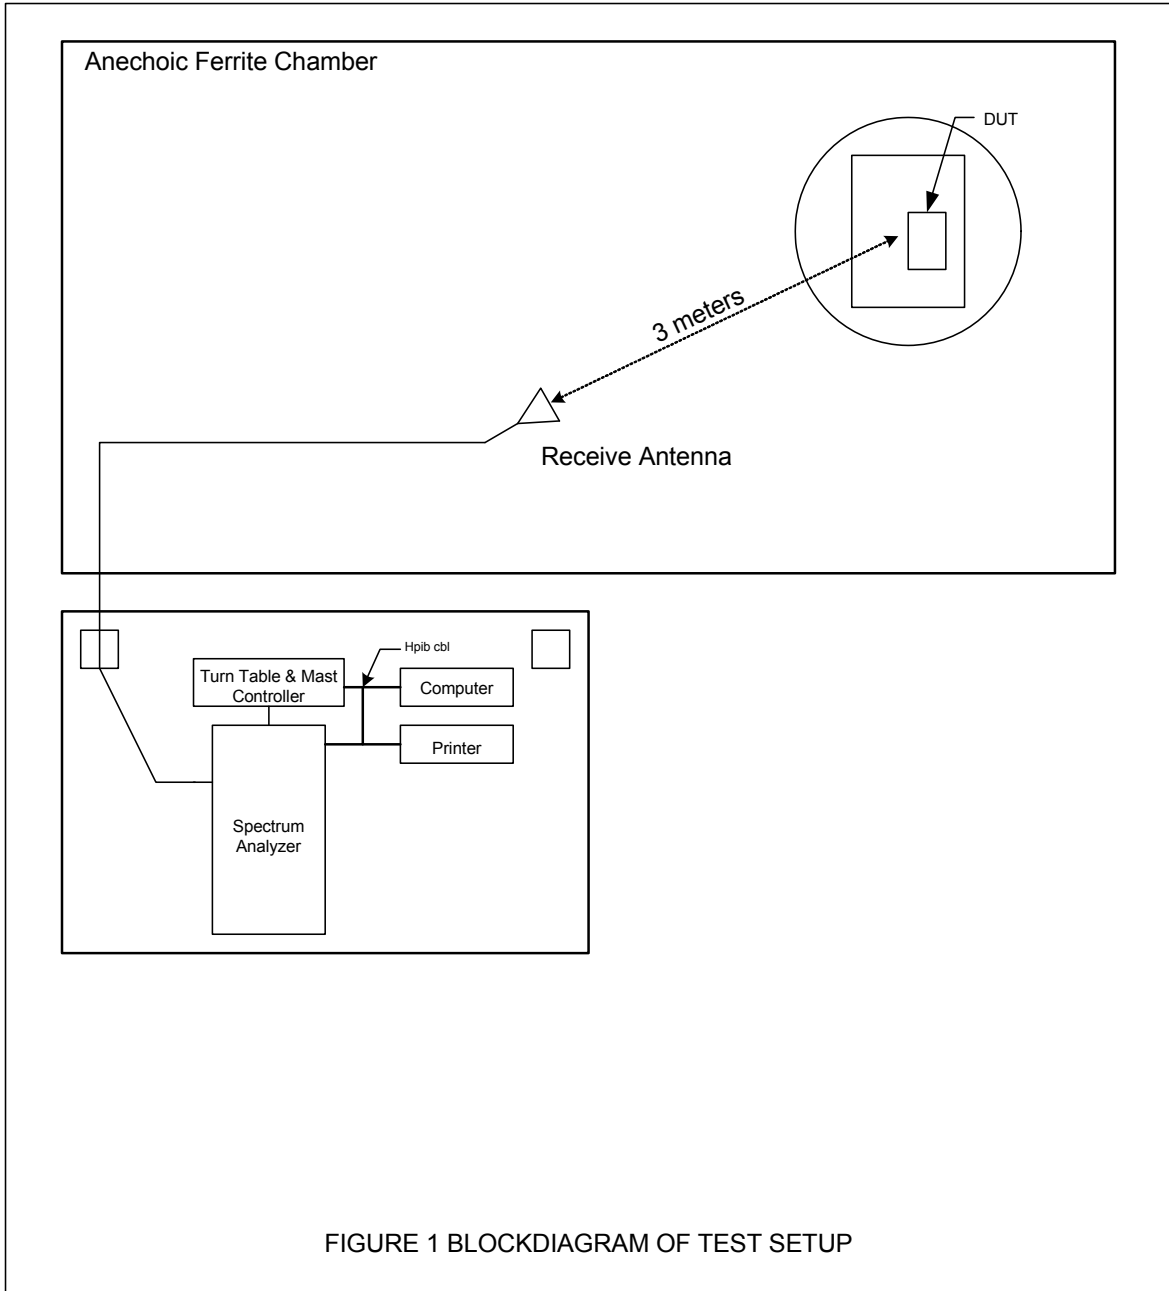 Anechoic Ferrite Chamber
DUT
3 meters
Receive Antenna
Hpib cbl
Turn Table & Mast
Controller
Computer
Printer
Spectrum
Analyzer
FIGURE 1 BLOCKDIAGRAM OF TEST SETUP